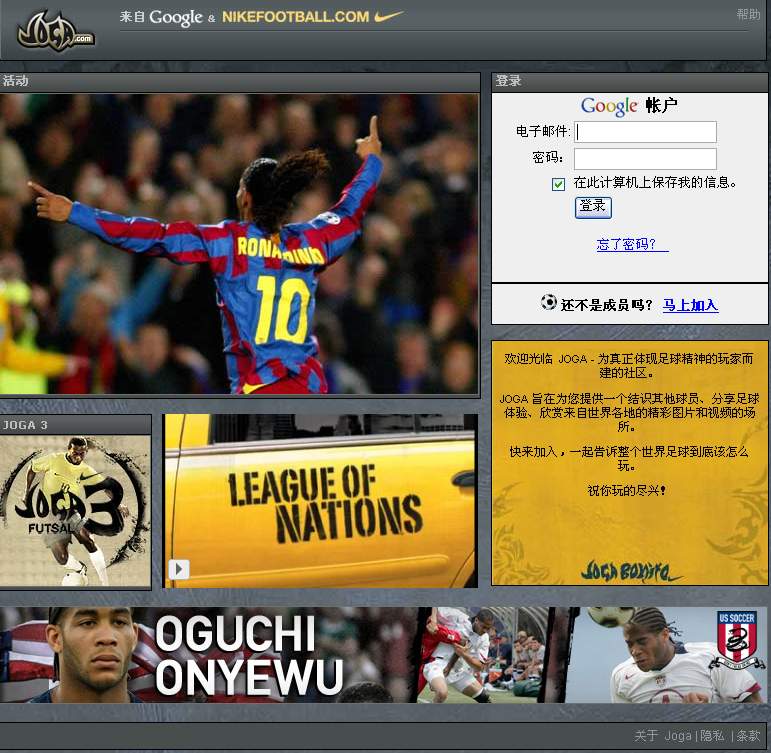 JOGA.com
来自 Google & NIKEFOOTBALL.COM
帮助
活动
RONALDINHO
10
登录
Google 帐户
电子邮件:
密码：
在此计算机上保存我的信息。
登录
忘了密码？
还不是成员吗？ 马上加入
欢迎光临 JOGA - 为真正体现足球精神的玩家而
建的社区。
JOGA 旨在为您提供一个结识其他球员、分享足球
体验、欣赏来自世界各地的精彩图片和视频的场
所。
快来加入，一起告诉整个世界足球到底该怎么
玩。
祝你玩的尽兴！
JOGA BONITO
JOGA 3
JOGA 3
FUTSAL
LEAGUE OF
NATIONS
OGUCHI
ONYEWU
US SOCCER
关于 Joga | 隐私 | 条款